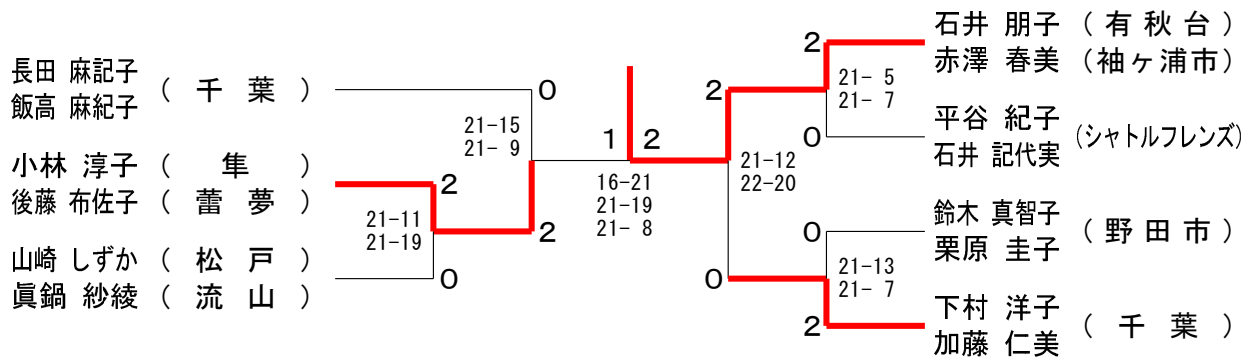 長田 麻記子
飯高 麻紀子
( 千 葉 )
小林 淳子 ( 隼 )
後藤 布佐子 ( 蕾 夢 )
山崎 しずか ( 松 戸 )
眞鍋 紗綾 ( 流 山 )
0
21-15
21- 9
2
21-11
21-19
2
0
1 2
16-21
21-19
21- 8
2
21-12
22-20
0
2
21- 5
21- 7
0
0
21-13
21- 7
2
石井 朋子 ( 有 秋 台 )
赤澤 春美 (袖ヶ浦市)
平谷 紀子
石井 記代実
(シャトルフレンズ)
鈴木 真智子
栗原 圭子
( 野 田 市 )
下村 洋子
加藤 仁美
( 千 葉 )